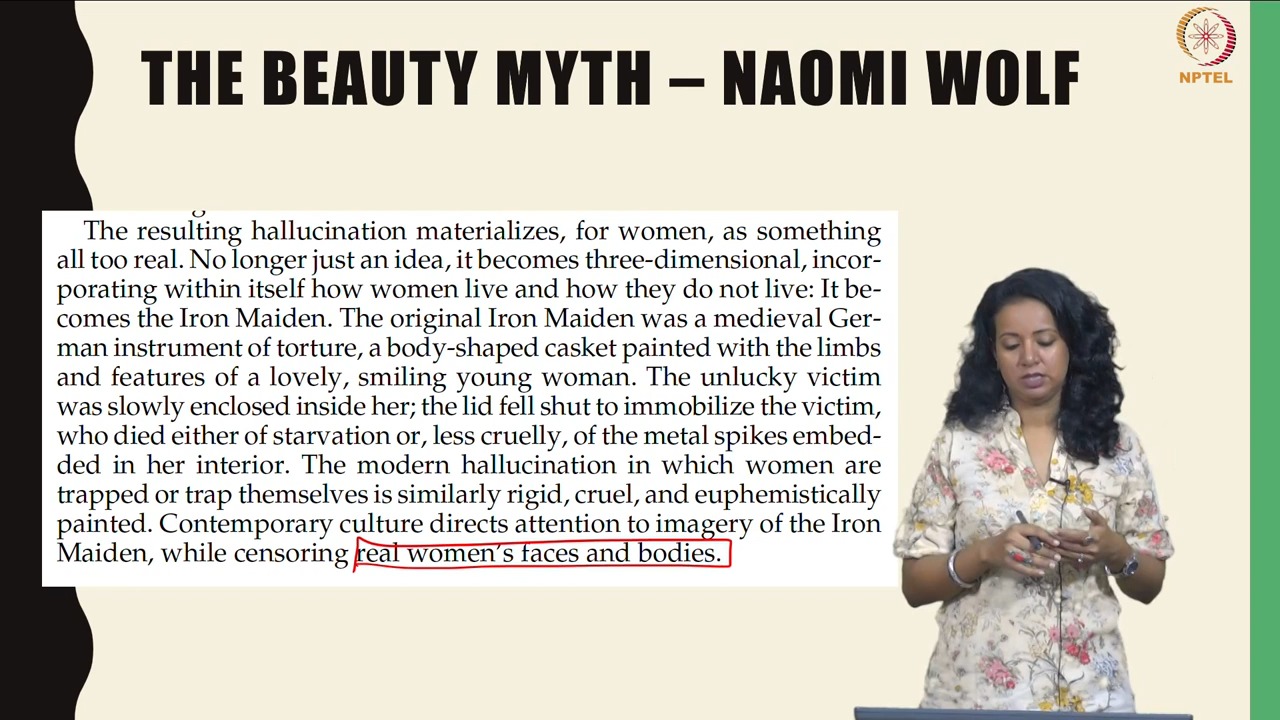 THE BEAUTY MYTH – NAOMI WOLF
NPTEL
The resulting hallucination materializes, for women, as something
all too real. No longer just an idea, it becomes three-dimensional, incor-
porating within itself how women live and how they do not live: It be-
comes the Iron Maiden. The original Iron Maiden was a medieval Ger-
man instrument of torture, a body-shaped casket painted with the limbs
and features of a lovely, smiling young woman. The unlucky victim
was slowly enclosed inside her; the lid fell shut to immobilize the victim,
who died either of starvation or, less cruelly, of the metal spikes embed-
ded in her interior. The modern hallucination in which women are
trapped or trap themselves is similarly rigid, cruel, and euphemistically
painted. Contemporary culture directs attention to imagery of the Iron
Maiden, while censoring real women's faces and bodies.